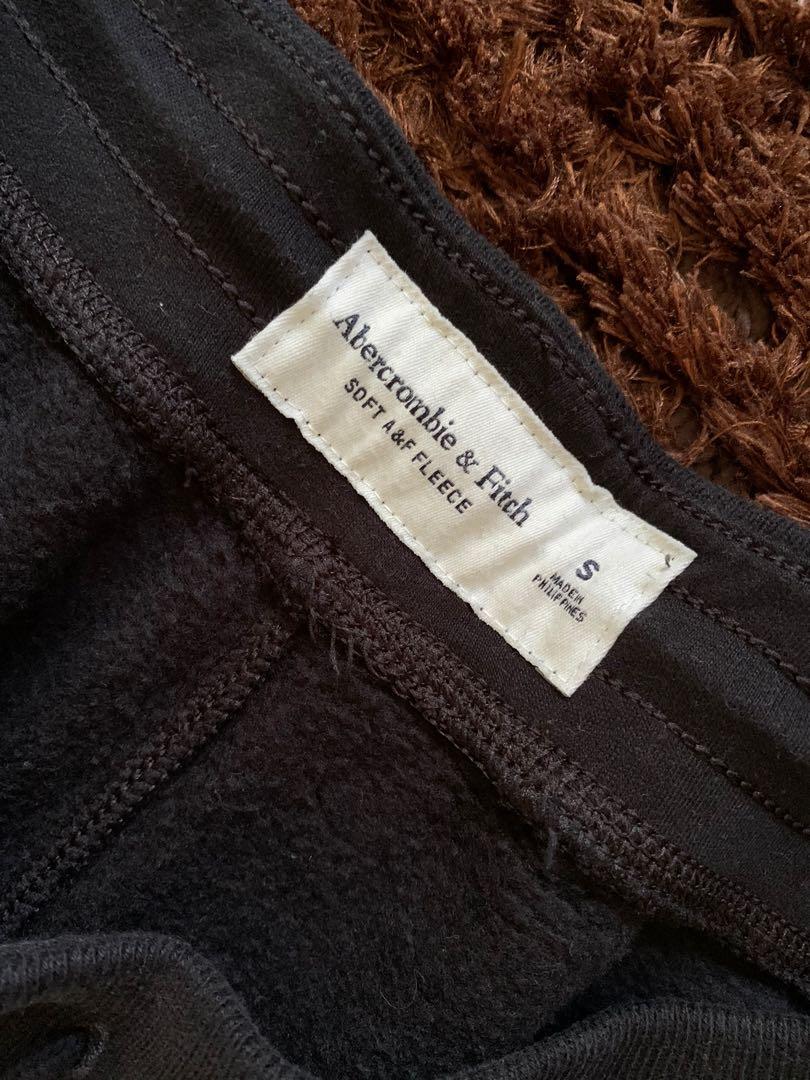 Abercrombie & Fitch
SOFT A&F FLEECE
S
MADE IN
PHILIPPINES